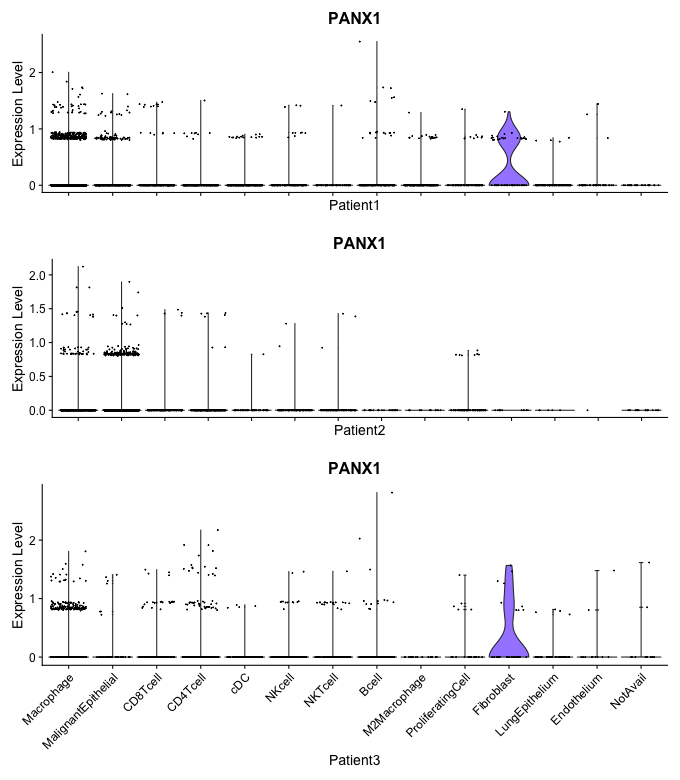 PANX1
Expression Level
2
1
0
Patient1
PANX1
Expression Level
2.0
1.5
1.0
0.5
0.0
Patient2
PANX1
Expression Level
2
1
0
Macrophage
MalignantEpithelial
CD8Tcell
CD4Tcell
cDC
NKcell
NKTcell
Bcell
M2Macrophage
ProliferatingCell
Fibroblast
LungEpithelium
Endothelium
NotAvail
Patient3